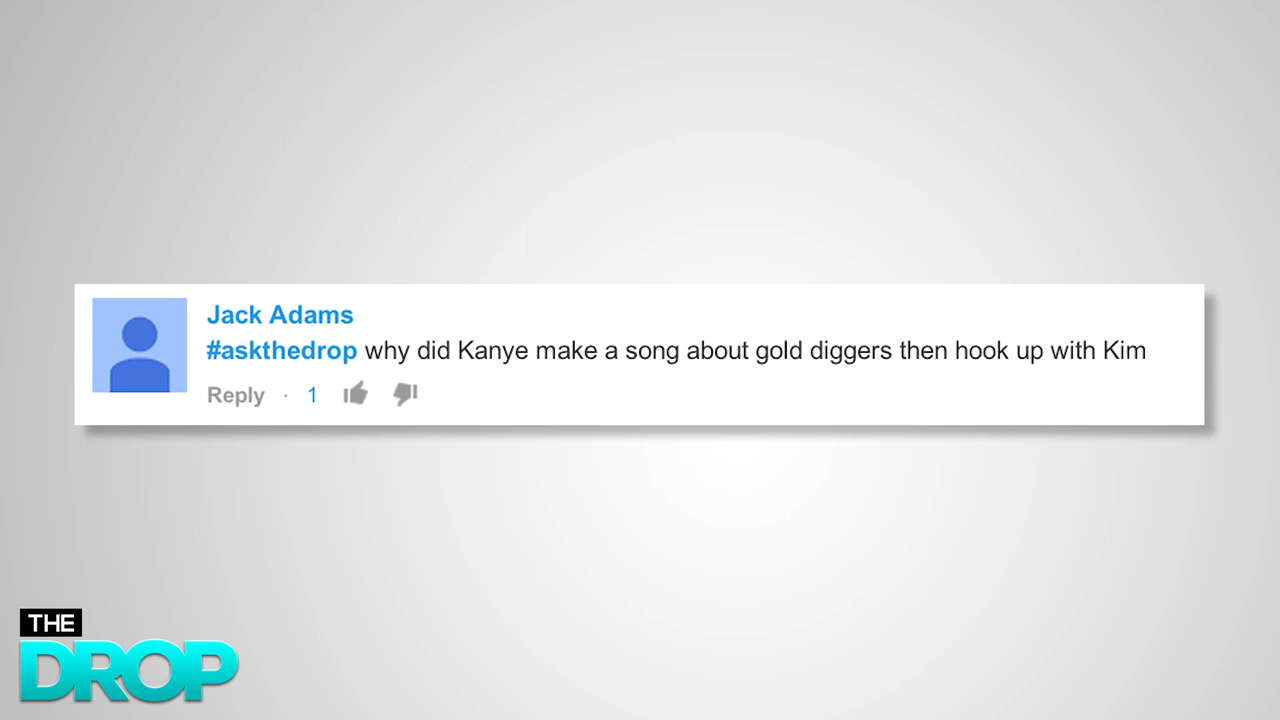 Jack Adams
#askthedrop why did Kanye make a song about gold diggers then hook up with Kim
Reply · 1
THE
DROP